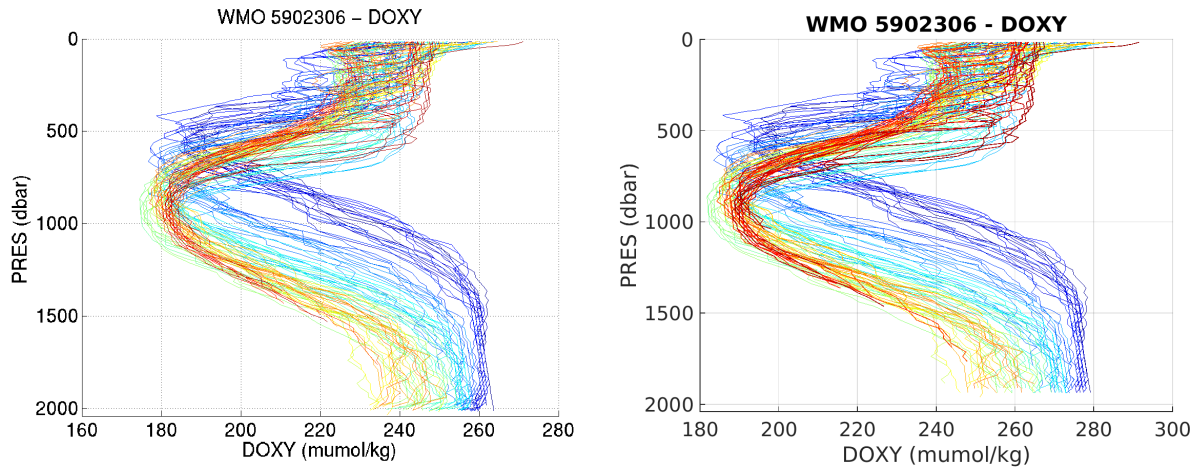 WMO 5902306 − DOXY
0
500
1000
1500
2000
PRES (dbar)
160 180 200 220 240 260 280
DOXY (mumol/kg)
WMO 5902306 - DOXY
0
500
1000
1500
2000
PRES (dbar)
180 200 220 240 260 280 300
DOXY (mumol/kg)